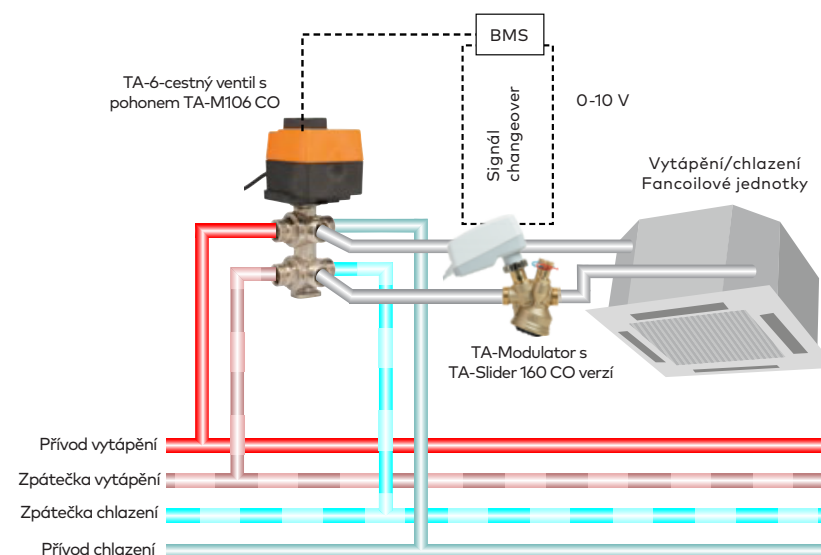 BMS
TA-6-cestný ventil s
pohonem TA-M106 CO
Signál
changeover
0-10 V
Vytápění/chlazení
Fancoilové jednotky
TA-Modulator s
TA-Slider 160 CO verzí
Přívod vytápění
Zpátečka vytápění
Zpátečka chlazení
Přívod chlazení